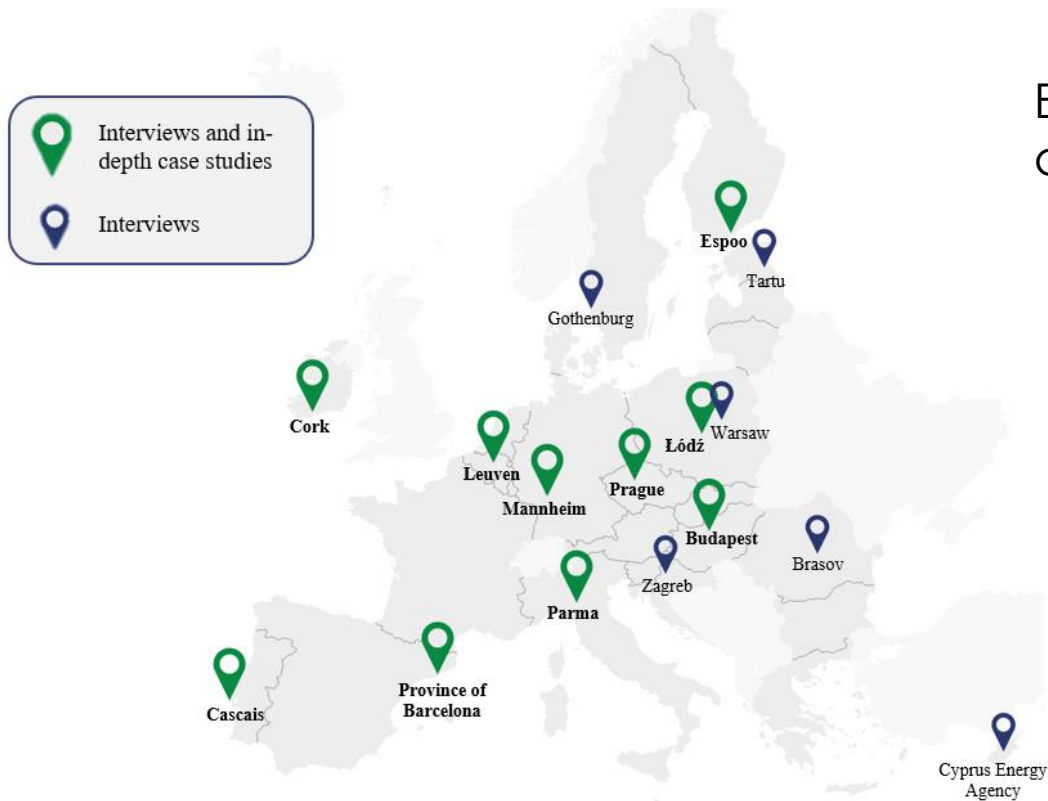 Interviews and in-
depth case studies
Interviews
Espoo
Tartu
Gothenburg
Cork
Łódź
Warsaw
Leuven
Mannheim
Prague
Budapest
Zagreb
Brasov
Parma
Province of
Barcelona
Cascais
Cyprus Energy
Agency